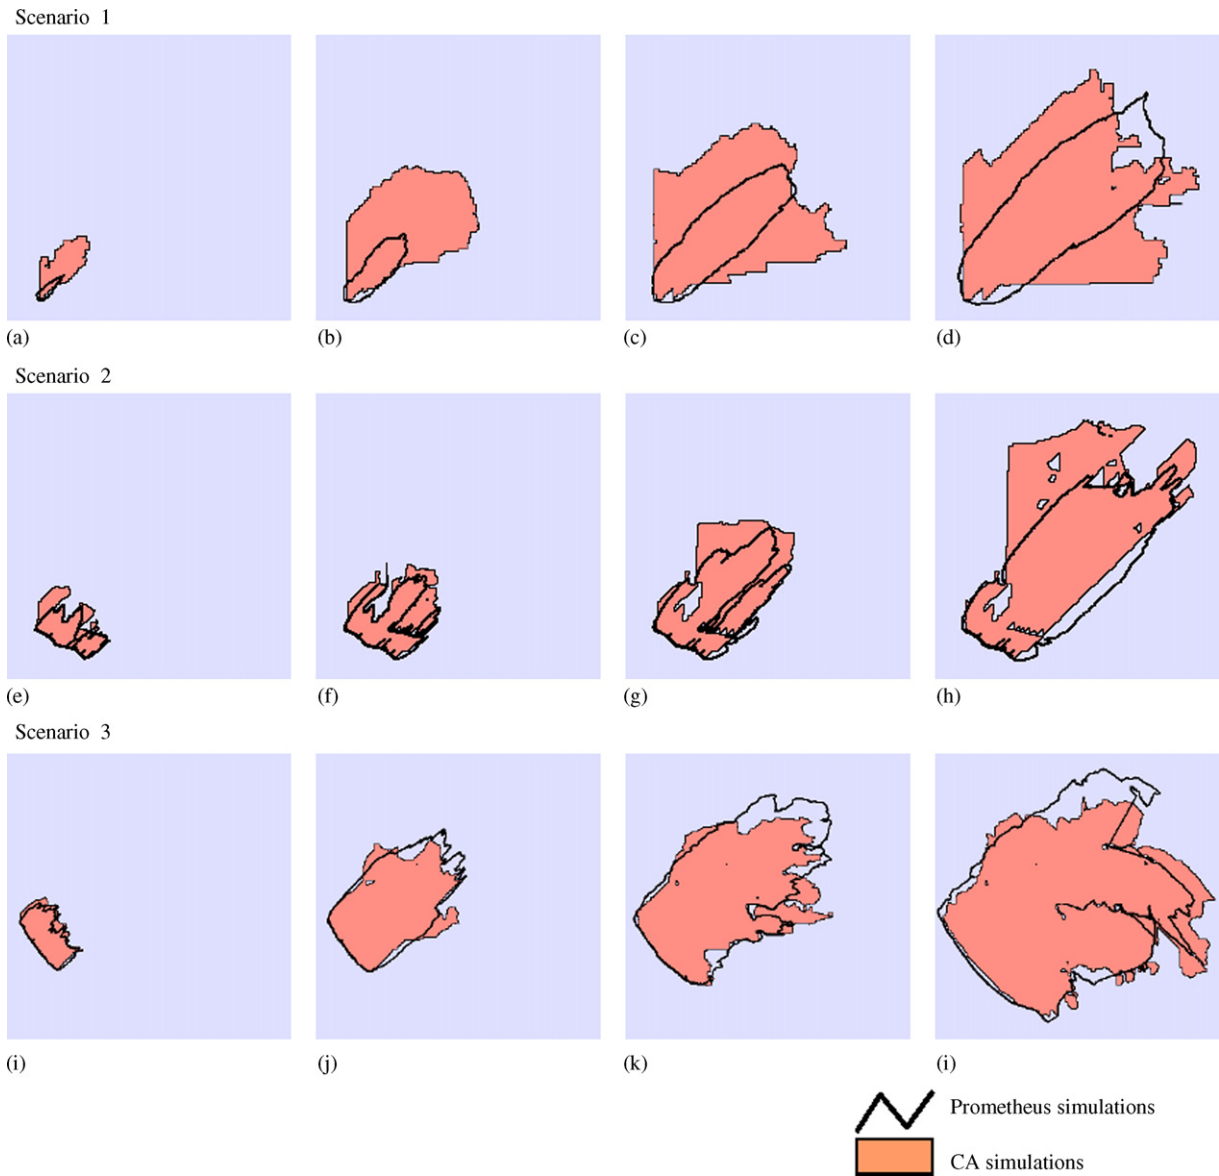 Scenario 1
(a) (b) (c) (d)
Scenario 2
(e) (f) (g) (h)
Scenario 3
(i) (j) (k) (i)
Prometheus simulations
CA simulations